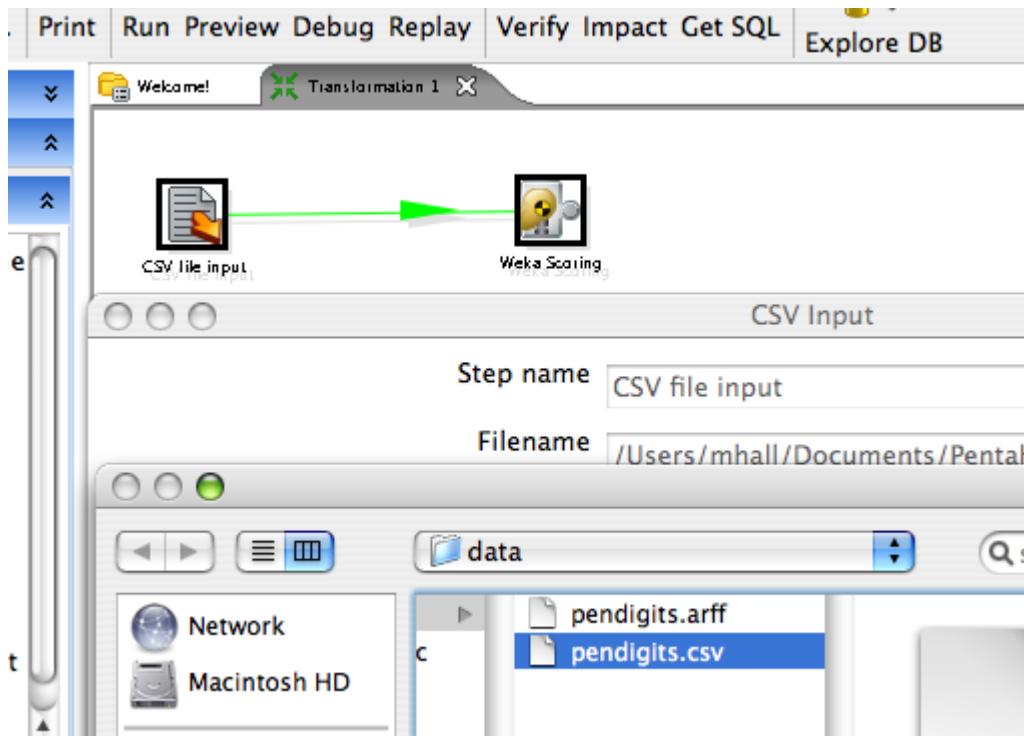 Print Run Preview Debug Replay Verify Impact Get SQL
Explore DB
Welcome! Transformation 1
e
CSV file input Weka Scoring
CSV Input
Step name CSV file input
Filename /Users/mhall/Documents/Pentah
data s
Network pendigits.arff
c pendigits.csv
t Macintosh HD